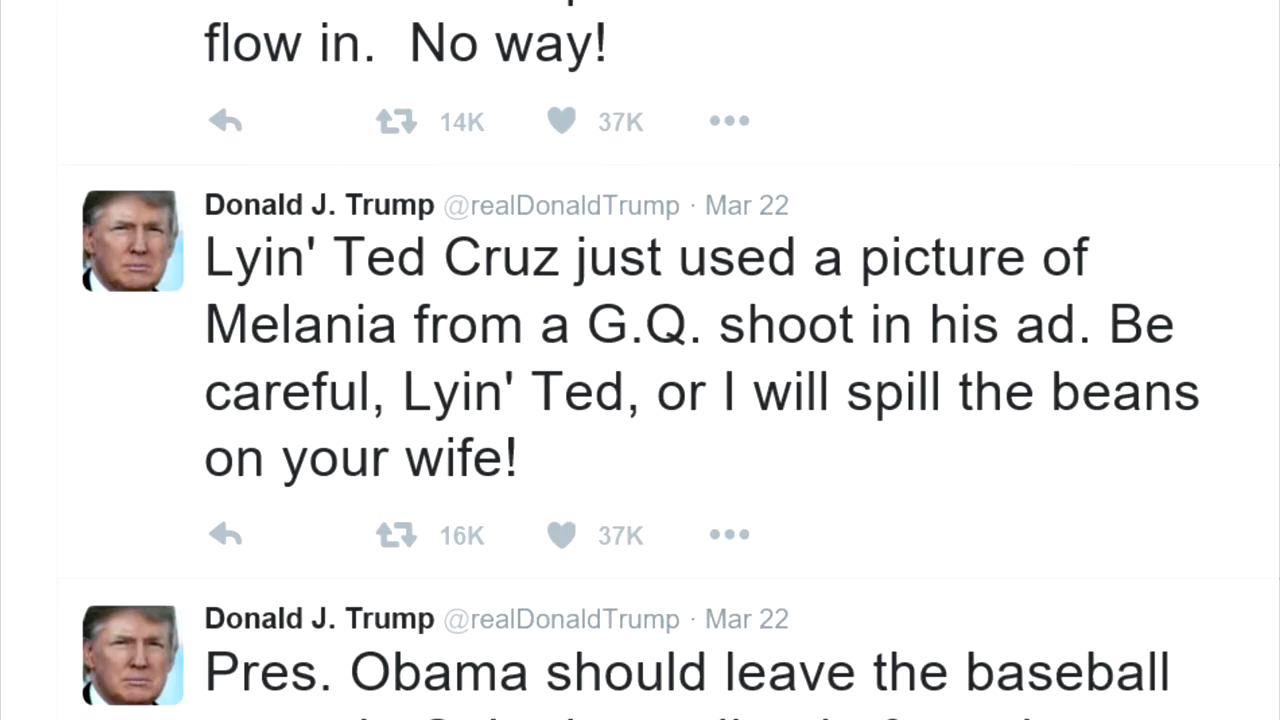 flow in.  No way!
14K 37K
Donald J. Trump @realDonaldTrump · Mar 22
Lyin' Ted Cruz just used a picture of
Melania from a G.Q. shoot in his ad. Be
careful, Lyin' Ted, or I will spill the beans
on your wife!
16K 37K
Donald J. Trump @realDonaldTrump · Mar 22
Pres. Obama should leave the baseball